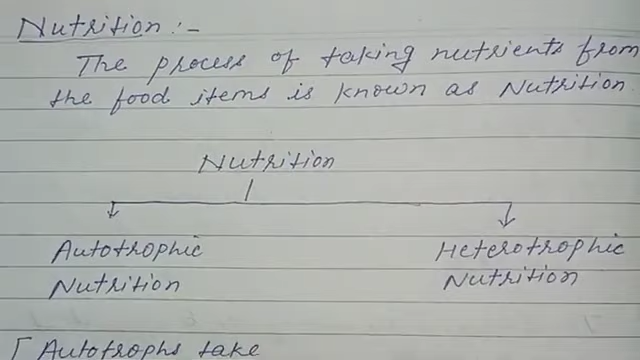 Nutrition :-
The process of taking nutrients from
the food items is known as Nutrition.
Nutrition
Autotrophic Heterotrophic
Nutrition Nutrition
[ Autotrophs take